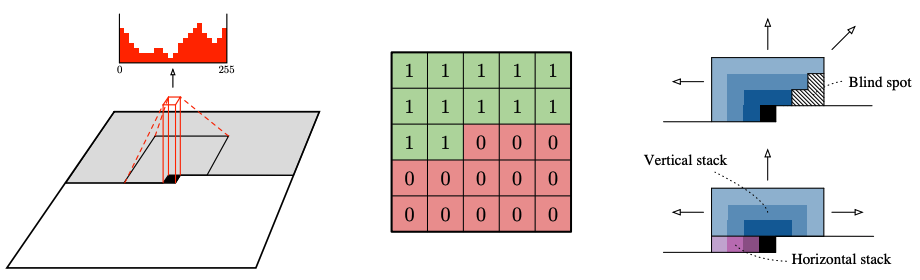 0 255
1 1 1 1 1
1 1 1 1 1
1 1 0 0 0
0 0 0 0 0
0 0 0 0 0
Blind spot
Vertical stack
Horizontal stack